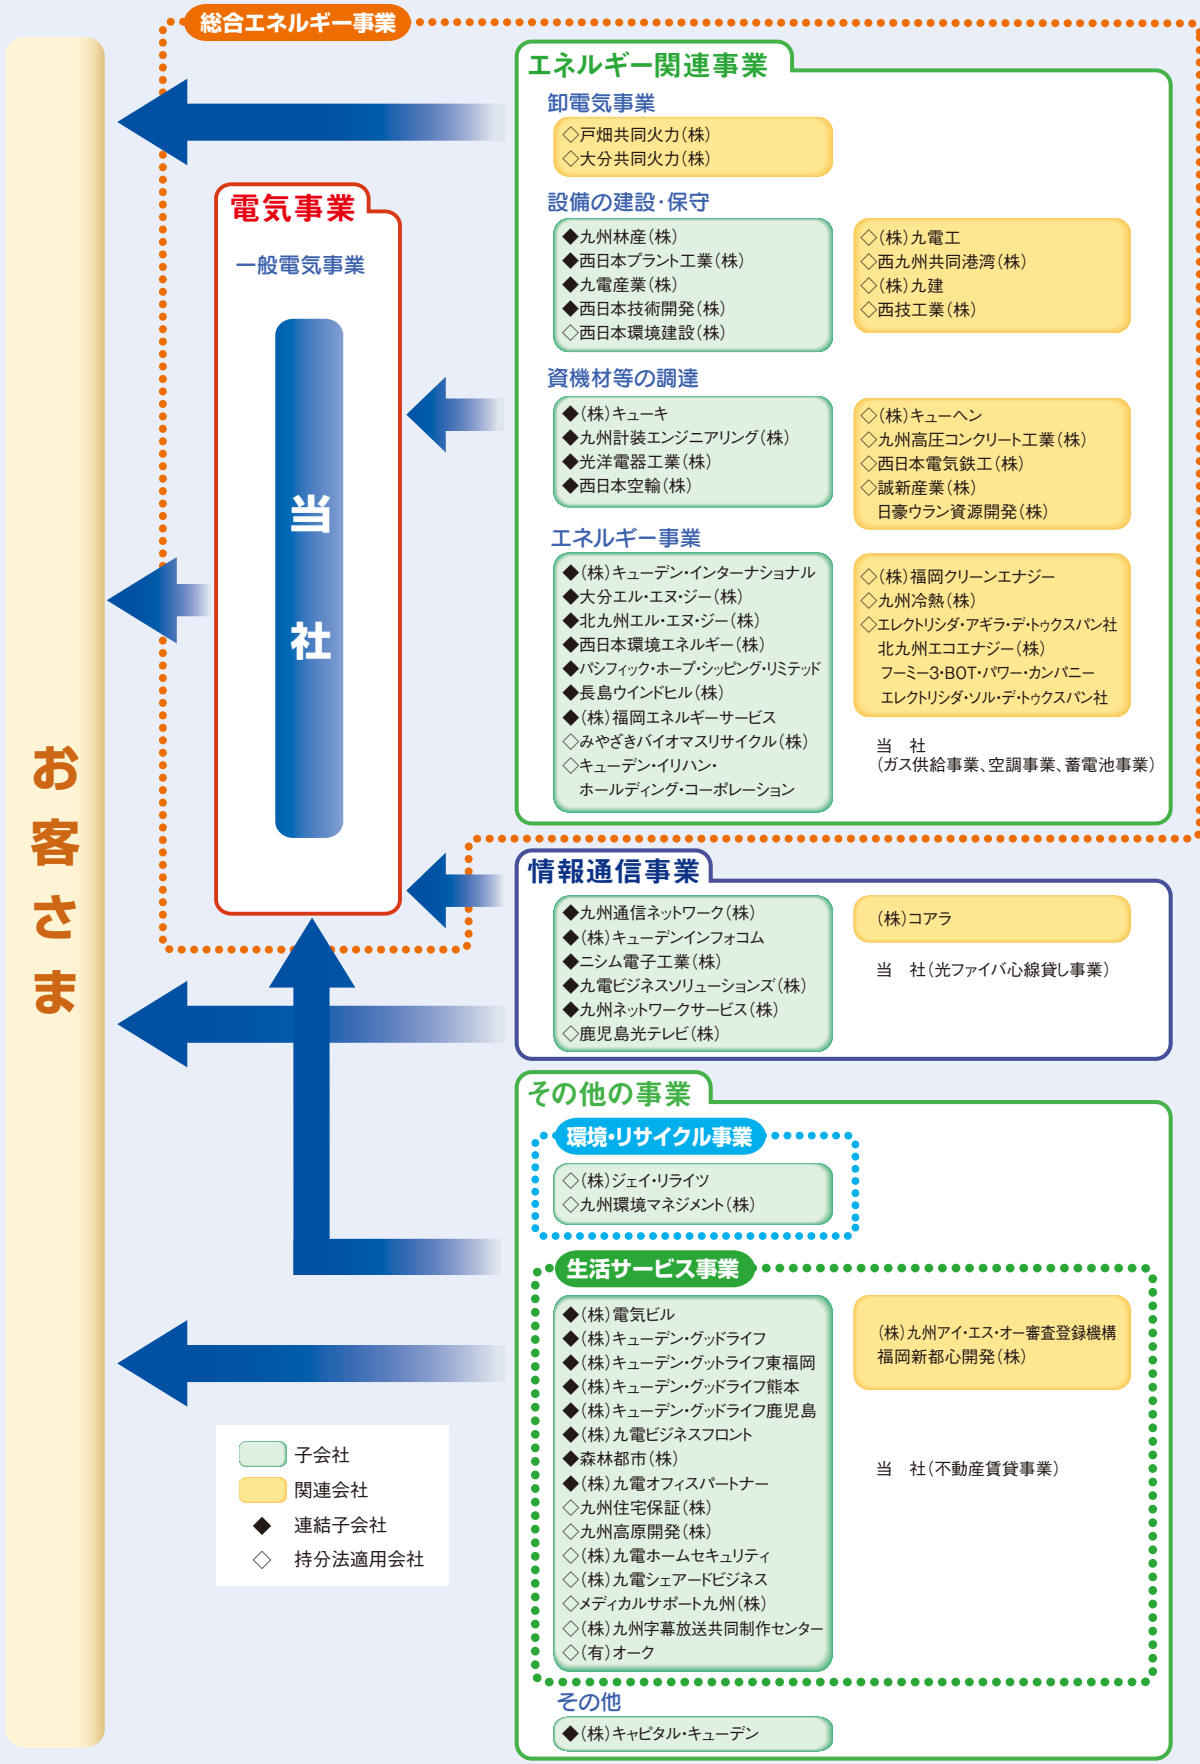 総合エネルギー事業
お客さま
電気事業
一般電気事業
当社
エネルギー関連事業
卸電気事業
◇戸畑共同火力(株)
◇大分共同火力(株)
設備の建設・保守
◆九州林産(株)
◆西日本プラント工業(株)
◆九電産業(株)
◆西日本技術開発(株)
◇西日本環境建設(株)
◇(株)九電工
◇西九州共同港湾(株)
◇(株)九建
◇西技工業(株)
資機材等の調達
◆(株)キューキ
◆九州計装エンジニアリング(株)
◆光洋電器工業(株)
◆西日本空輸(株)
◇(株)キューヘン
◇九州高圧コンクリート工業(株)
◇西日本電気鉄工(株)
◇誠新産業(株)
日豪ウラン資源開発(株)
エネルギー事業
◆(株)キューデン・インターナショナル
◆大分エル・エヌ・ジー(株)
◆北九州エル・エヌ・ジー(株)
◆西日本環境エネルギー(株)
◆パシフィック・ホープ・シッピング・リミテッド
◆長島ウインドヒル(株)
◆(株)福岡エネルギーサービス
◇みやざきバイオマスリサイクル(株)
◇キューデン・イリハン・
ホールディング・コーポレーション
◇(株)福岡クリーンエナジー
◇九州冷熱(株)
◇エレクトリシダ・アギラ・デ・トゥクスパン社
北九州エコエナジー(株)
フーミー3・BOT・パワー・カンパニー
エレクトリシダ・ソル・デ・トゥクスパン社
当　社
(ガス供給事業、空調事業、蓄電池事業)
情報通信事業
◆九州通信ネットワーク(株)
◆(株)キューデンインフォコム
◆ニシム電子工業(株)
◆九電ビジネスソリューションズ(株)
◆九州ネットワークサービス(株)
◇鹿児島光テレビ(株)
(株)コアラ
当　社(光ファイバ心線貸し事業)
その他の事業
環境・リサイクル事業
◇(株)ジェイ・リライツ
◇九州環境マネジメント(株)
生活サービス事業
◆(株)電気ビル
◆(株)キューデン・グッドライフ
◆(株)キューデン・グットライフ東福岡
◆(株)キューデン・グッドライフ熊本
◆(株)キューデン・グッドライフ鹿児島
◆(株)九電ビジネスフロント
◆森林都市(株)
◆(株)九電オフィスパートナー
◇九州住宅保証(株)
◇九州高原開発(株)
◇(株)九電ホームセキュリティ
◇(株)九電シェアードビジネス
◇メディカルサポート九州(株)
◇(株)九州字幕放送共同制作センター
◇(有)オーク
(株)九州アイ・エス・オー審査登録機構
福岡新都心開発(株)
当　社(不動産賃貸事業)
その他
◆(株)キャピタル・キューデン
子会社
関連会社
◆ 連結子会社
◇ 持分法適用会社